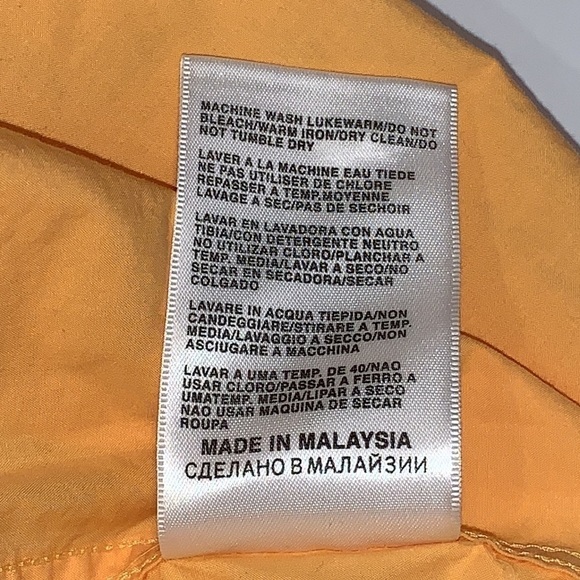 MACHINE WASH LUKEWARM/DO NOT
BLEACH/WARM IRON/DRY CLEAN/DO
NOT TUMBLE DRY
LAVER A LA MACHINE EAU TIEDE
NE PAS UTILISER DE CHLORE
REPASSER A TEMP.MOYENNE
LAVAGE A SEC/PAS DE SECHOIR
LAVAR EN LAVADORA CON AQUA
TIBIA/CON DETERGENTE NEUTRO
NO UTILIZAR CLORO/PLANCHAR A
TEMP. MEDIA/LAVAR A SECO/NO
SECAR EN SECADORA/SECAR
COLGADO
LAVARE IN ACQUA TIEPIDA/NON
CANDEGGIARE/STIRARE A TEMP.
MEDIA/LAVAGGIO A SECCO/NON
ASCIUGARE A MACCHINA
LAVAR A UMA TEMP. DE 40/NAO
USAR CLORO/PASSAR A FERRO A
UMATEMP. MEDIA/LIPAR A SECO
NAO USAR MAQUINA DE SECAR
ROUPA
MADE IN MALAYSIA
СДЕЛАНО В МАЛАЙЗИИ